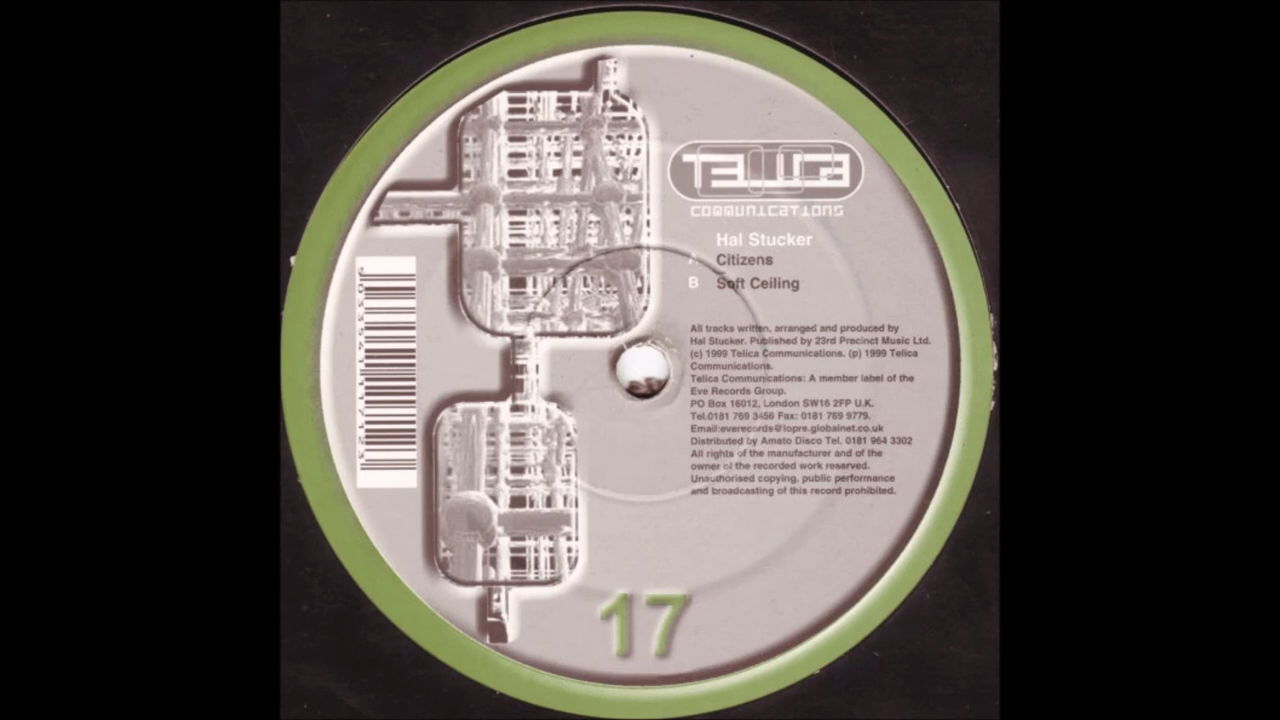 TELICA
COMMUNICATIONS
Hal Stucker
A Citizens
B Soft Ceiling
All tracks written, arranged and produced by
Hal Stucker. Published by 23rd Precinct Music Ltd.
(c) 1999 Telica Communications. (p) 1999 Telica
Communications.
Telica Communications: A member label of the
Eve Records Group.
PO Box 16012, London SW16 2FP U.K.
Tel.0181 769 3456 Fax: 0181 769 9779.
Email:everecords@lopre.globalnet.co.uk
Distributed by Amato Disco Tel. 0181 964 3302
All rights of the manufacturer and of the
owner of the recorded work reserved.
Unauthorised copying, public performance
and broadcasting of this record prohibited.
17